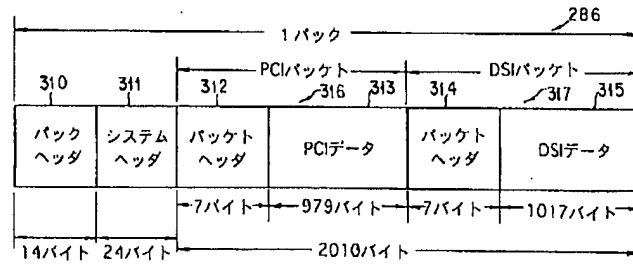 286
1パック
PCIパケット
DSIパケット
310
311
312
316
313
314
317
315
パック
ヘッダ
システム
ヘッダ
パケット
ヘッダ
PCIデータ
パケット
ヘッダ
DSIデータ
7バイト
979バイト
7バイト
1017バイト
14バイト
24バイト
2010バイト